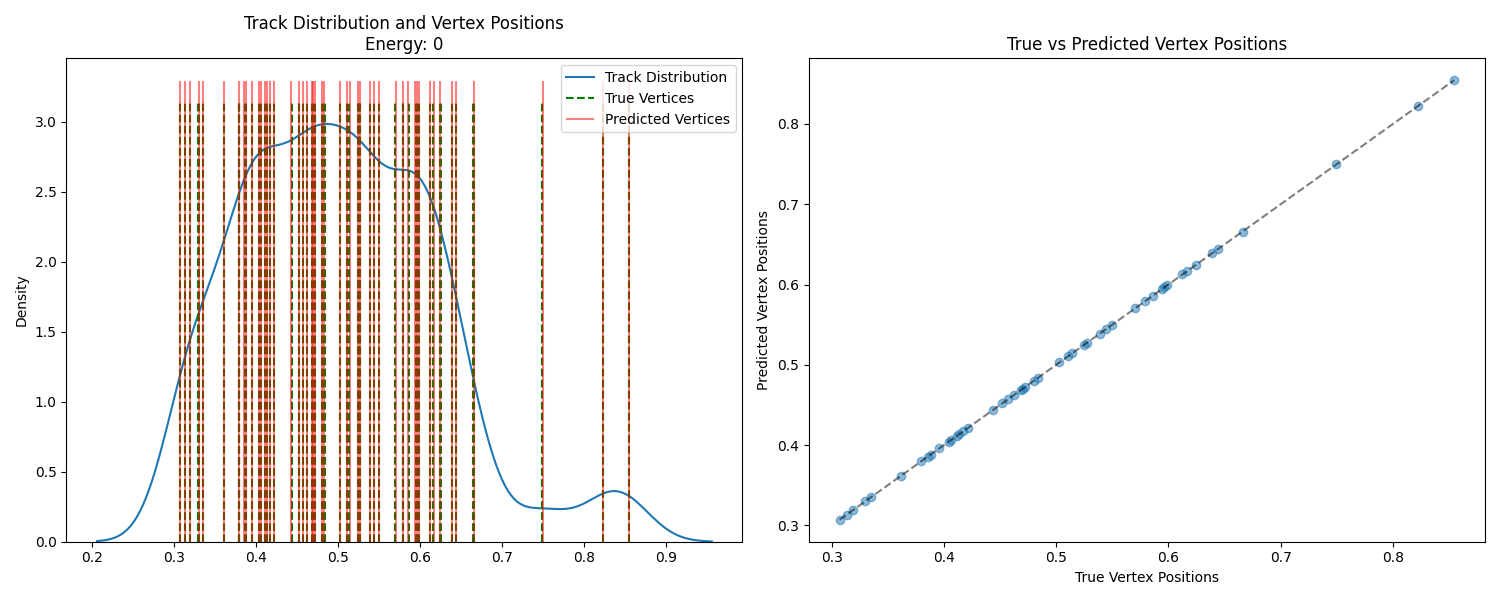 Track Distribution and Vertex Positions
Energy: 0
Track Distribution
True Vertices
Predicted Vertices
Density
3.0
2.5
2.0
1.5
1.0
0.5
0.0
0.2 0.3 0.4 0.5 0.6 0.7 0.8 0.9
True vs Predicted Vertex Positions
Predicted Vertex Positions
0.8
0.7
0.6
0.5
0.4
0.3
0.3 0.4 0.5 0.6 0.7 0.8
True Vertex Positions